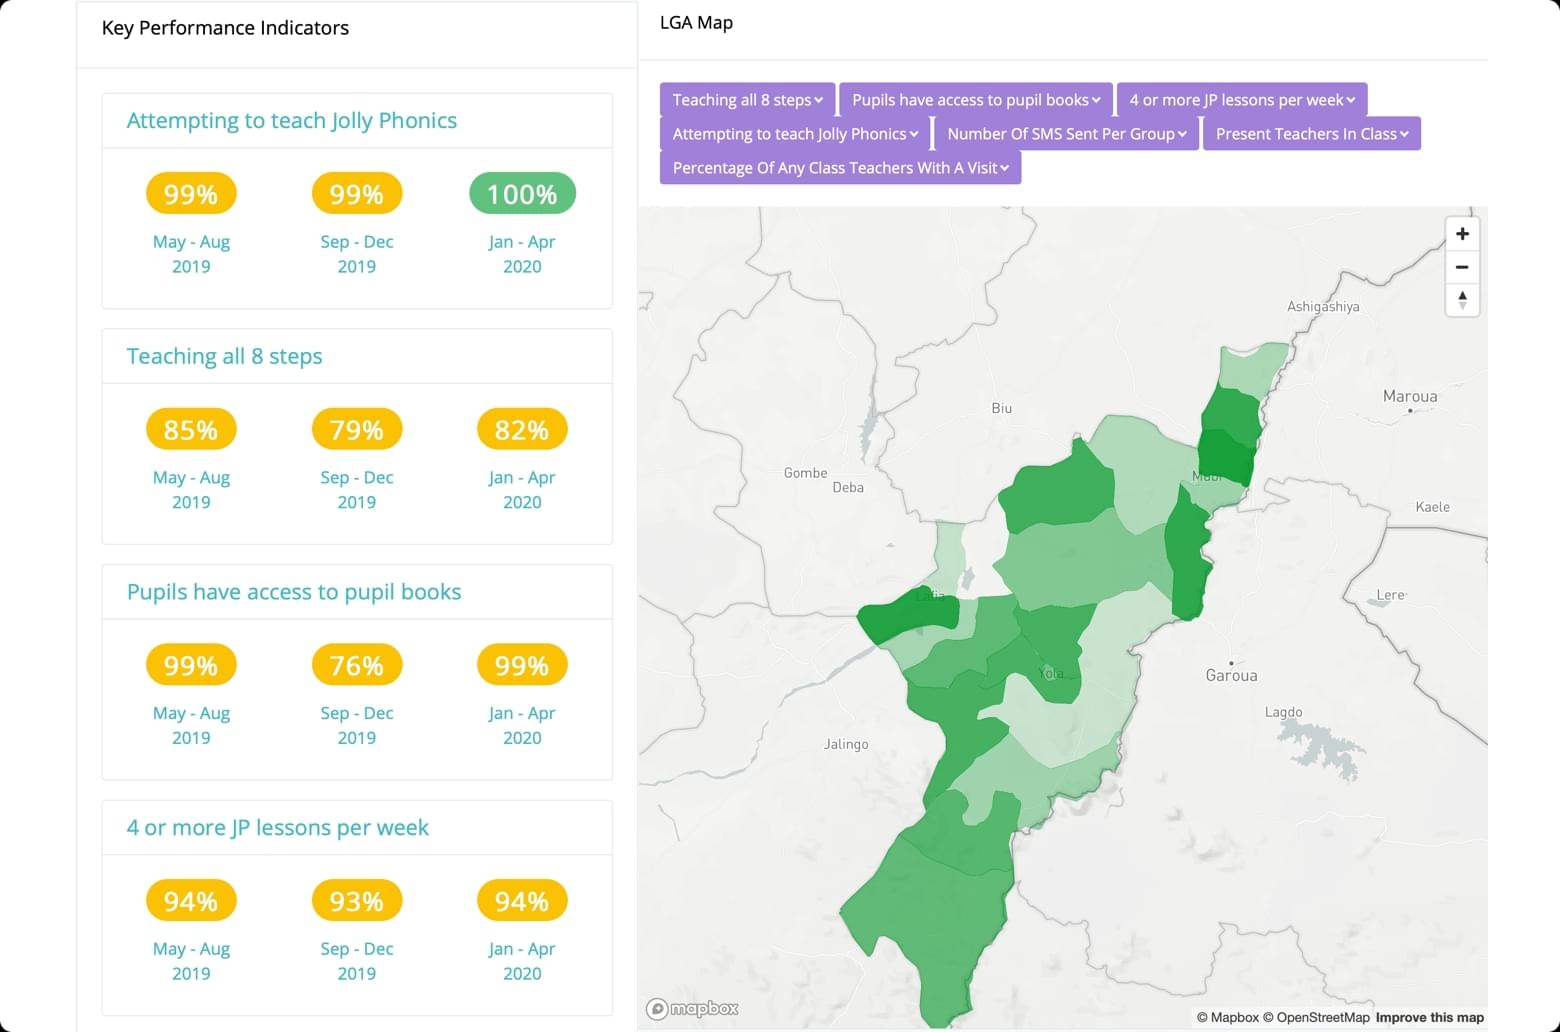 Key Performance Indicators
Attempting to teach Jolly Phonics
99%
99%
100%
May - Aug
2019
Sep - Dec
2019
Jan - Apr
2020
Teaching all 8 steps
85%
79%
82%
May - Aug
2019
Sep - Dec
2019
Jan - Apr
2020
Pupils have access to pupil books
99%
76%
99%
May - Aug
2019
Sep - Dec
2019
Jan - Apr
2020
4 or more JP lessons per week
94%
93%
94%
May - Aug
2019
Sep - Dec
2019
Jan - Apr
2020
LGA Map
Teaching all 8 steps
Pupils have access to pupil books
4 or more JP lessons per week
Attempting to teach Jolly Phonics
Number Of SMS Sent Per Group
Present Teachers In Class
Percentage Of Any Class Teachers With A Visit
+
−
Ashigashiya
Maroua
Biu
Gombe
Deba
Mubi
Kaele
Lafia
Lere
Yola
Garoua
Lagdo
Jalingo
mapbox
© Mapbox © OpenStreetMap Improve this map